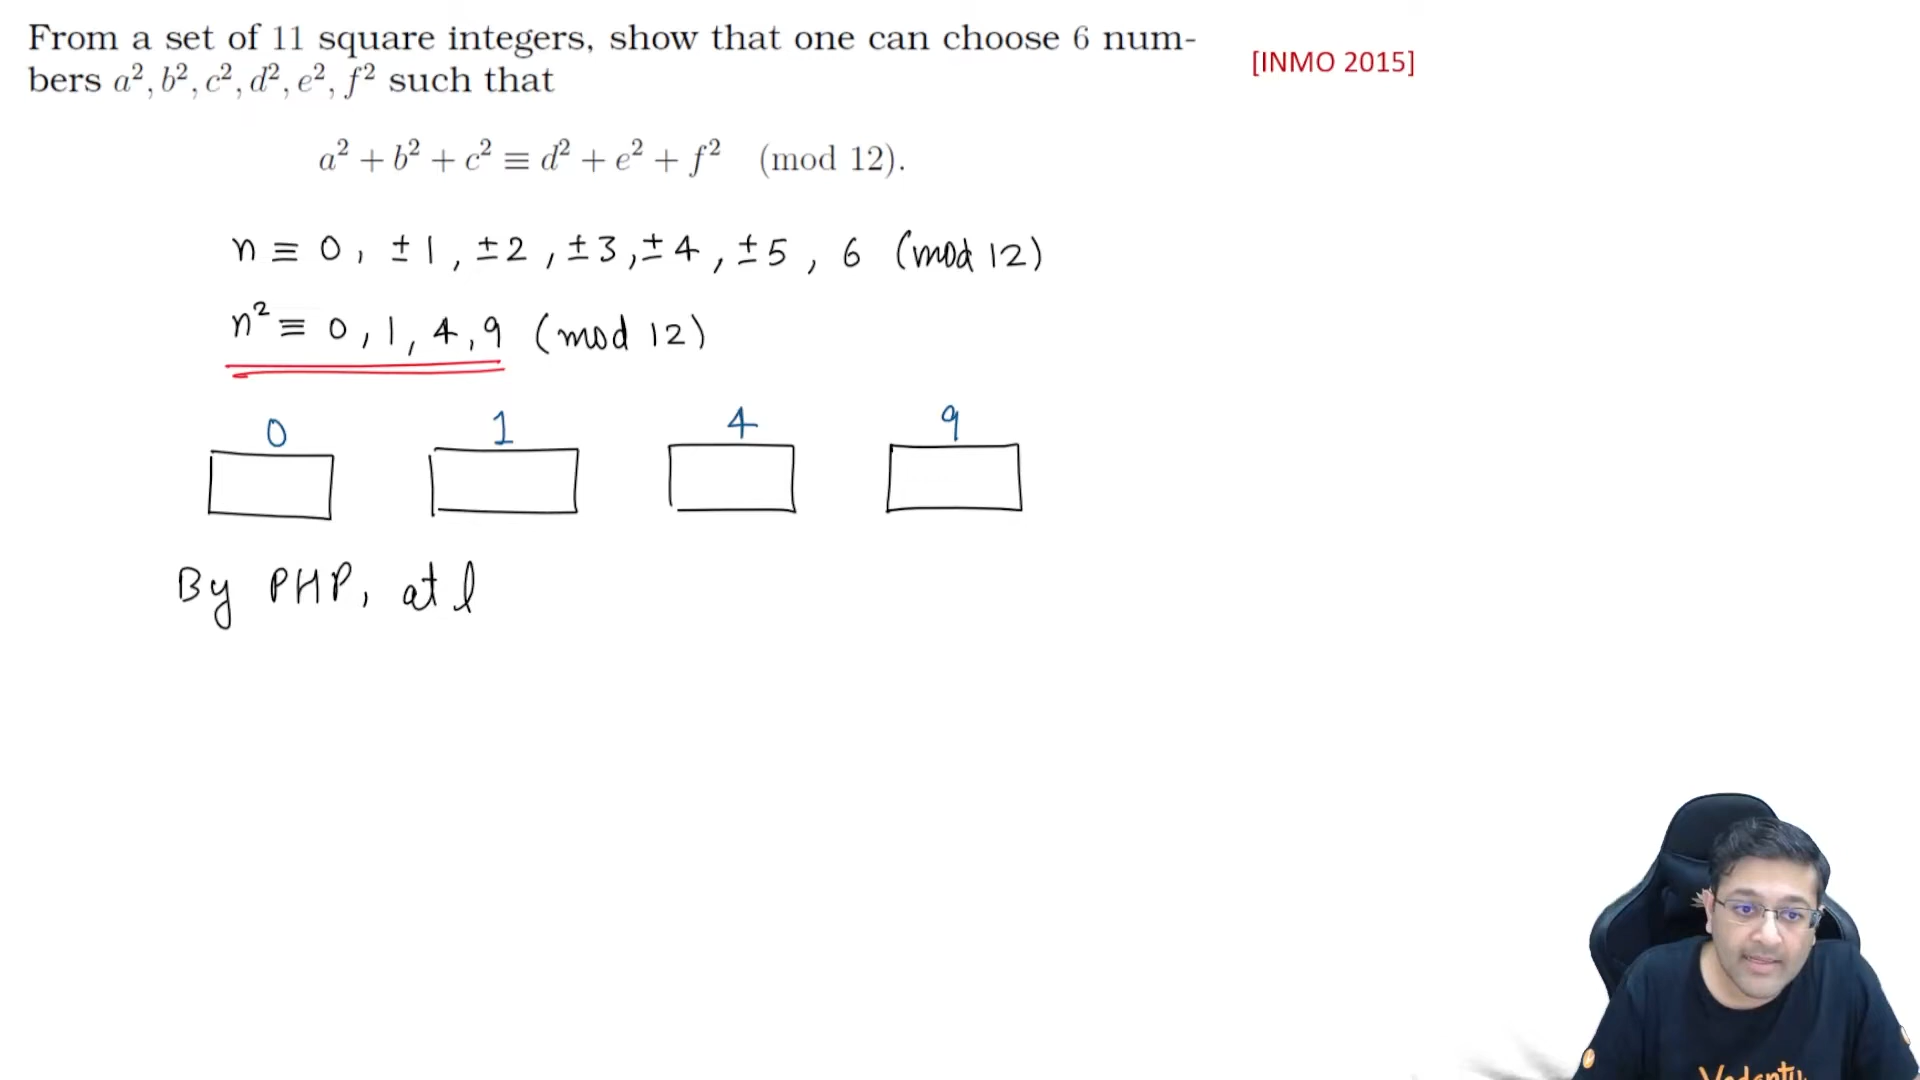 From a set of 11 square integers, show that one can choose 6 num-
bers a², b², c², d², e², f² such that
[INMO 2015]
a² + b² + c² ≡ d² + e² + f² (mod 12).
n ≡ 0, ±1, ±2, ±3, ±4, ±5, 6 (mod 12)
n² ≡ 0, 1, 4, 9 (mod 12)
0 1 4 9
By PHP, at l